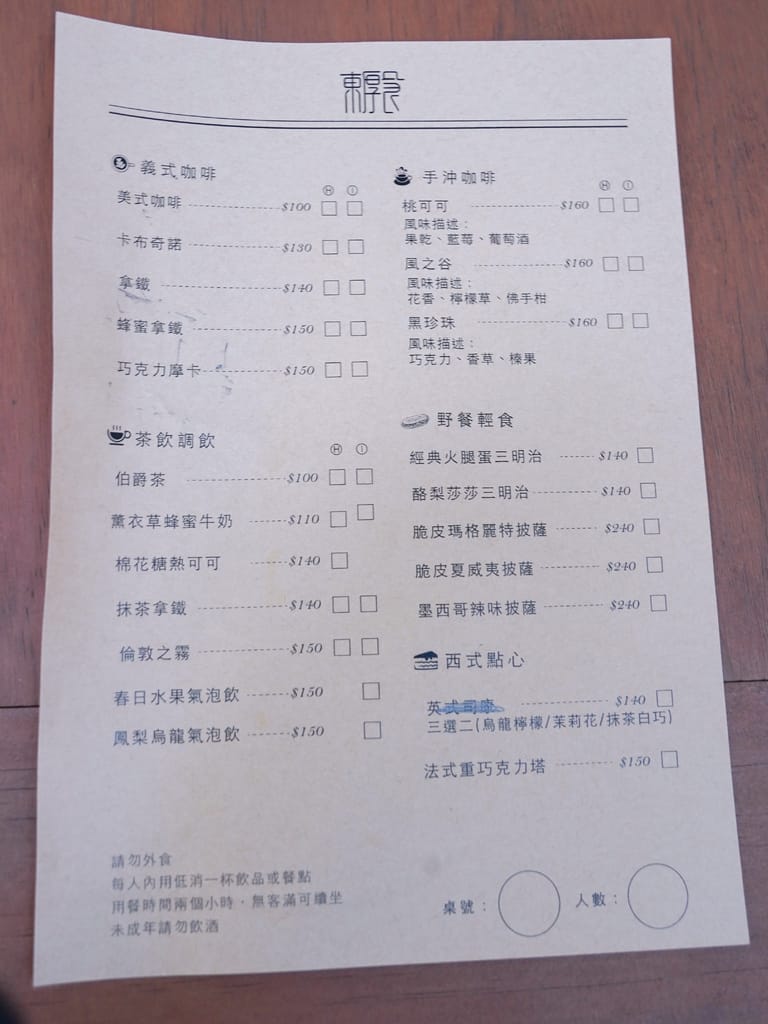 義式咖啡
Ⓗ Ⓘ
美式咖啡 $100
卡布奇諾 $130
拿鐵 $140
蜂蜜拿鐵 $150
巧克力摩卡 $150
茶飲調飲
Ⓗ Ⓘ
伯爵茶 $100
薰衣草蜂蜜牛奶 $110
棉花糖熱可可 $140
抹茶拿鐵 $140
倫敦之霧 $150
春日水果氣泡飲 $150
鳳梨烏龍氣泡飲 $150
手沖咖啡
Ⓗ Ⓘ
桃可可 $160
風味描述：
果乾、藍莓、葡萄酒
風之谷 $160
風味描述：
花香、檸檬草、佛手柑
黑珍珠 $160
風味描述：
巧克力、香草、榛果
野餐輕食
經典火腿蛋三明治 $140
酪梨莎莎三明治 $140
脆皮瑪格麗特披薩 $240
脆皮夏威夷披薩 $240
墨西哥辣味披薩 $240
西式點心
英式司康 $140
三選二(烏龍檸檬/茉莉花/抹茶白巧)
法式重巧克力塔 $150
請勿外食
每人內用低消一杯飲品或餐點
用餐時間兩個小時，無客滿可續坐
未成年請勿飲酒
桌號：
人數：